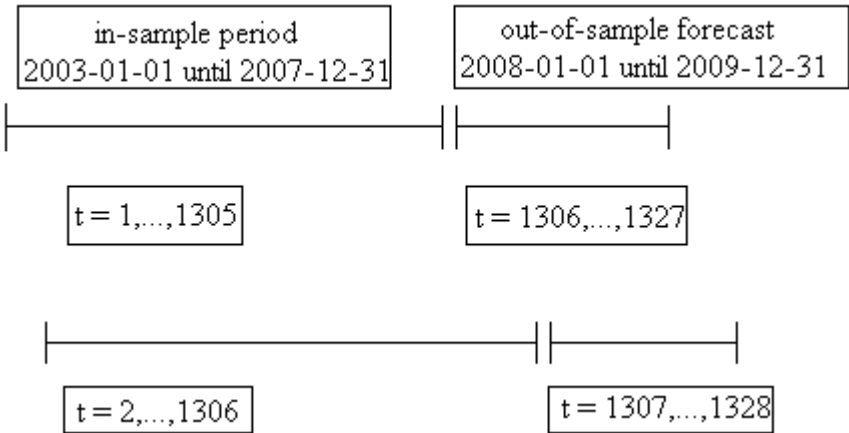 in-sample period
2003-01-01 until 2007-12-31
out-of-sample forecast
2008-01-01 until 2009-12-31
t = 1,...,1305
t = 1306,...,1327
t = 2,...,1306
t = 1307,...,1328